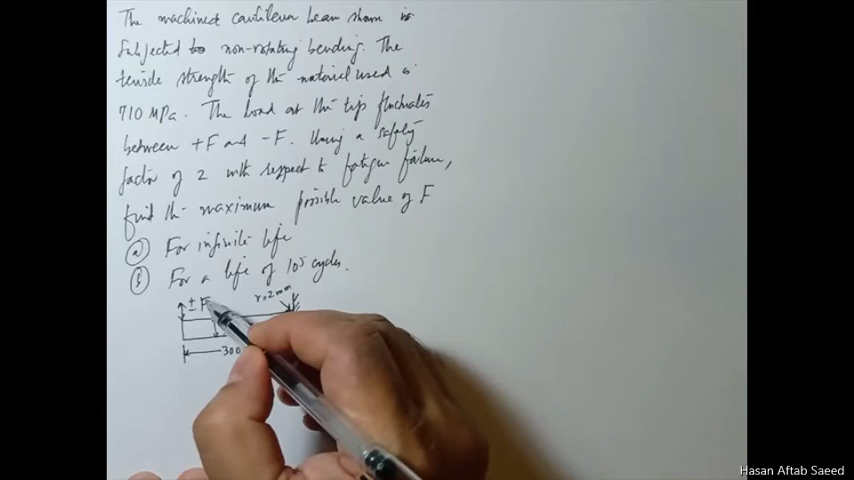 The machined cantilever beam shown is
subjected to non-rotating bending. The
tensile strength of the material used is
710 MPa. The load at the tip fluctuates
between +F and -F. Using a safety
factor of 2 with respect to fatigue failure,
find the maximum possible value of F
(a) For infinite life
(b) For a life of 10⁵ cycles.
± F
r=2mm
300
Hasan Aftab Saeed